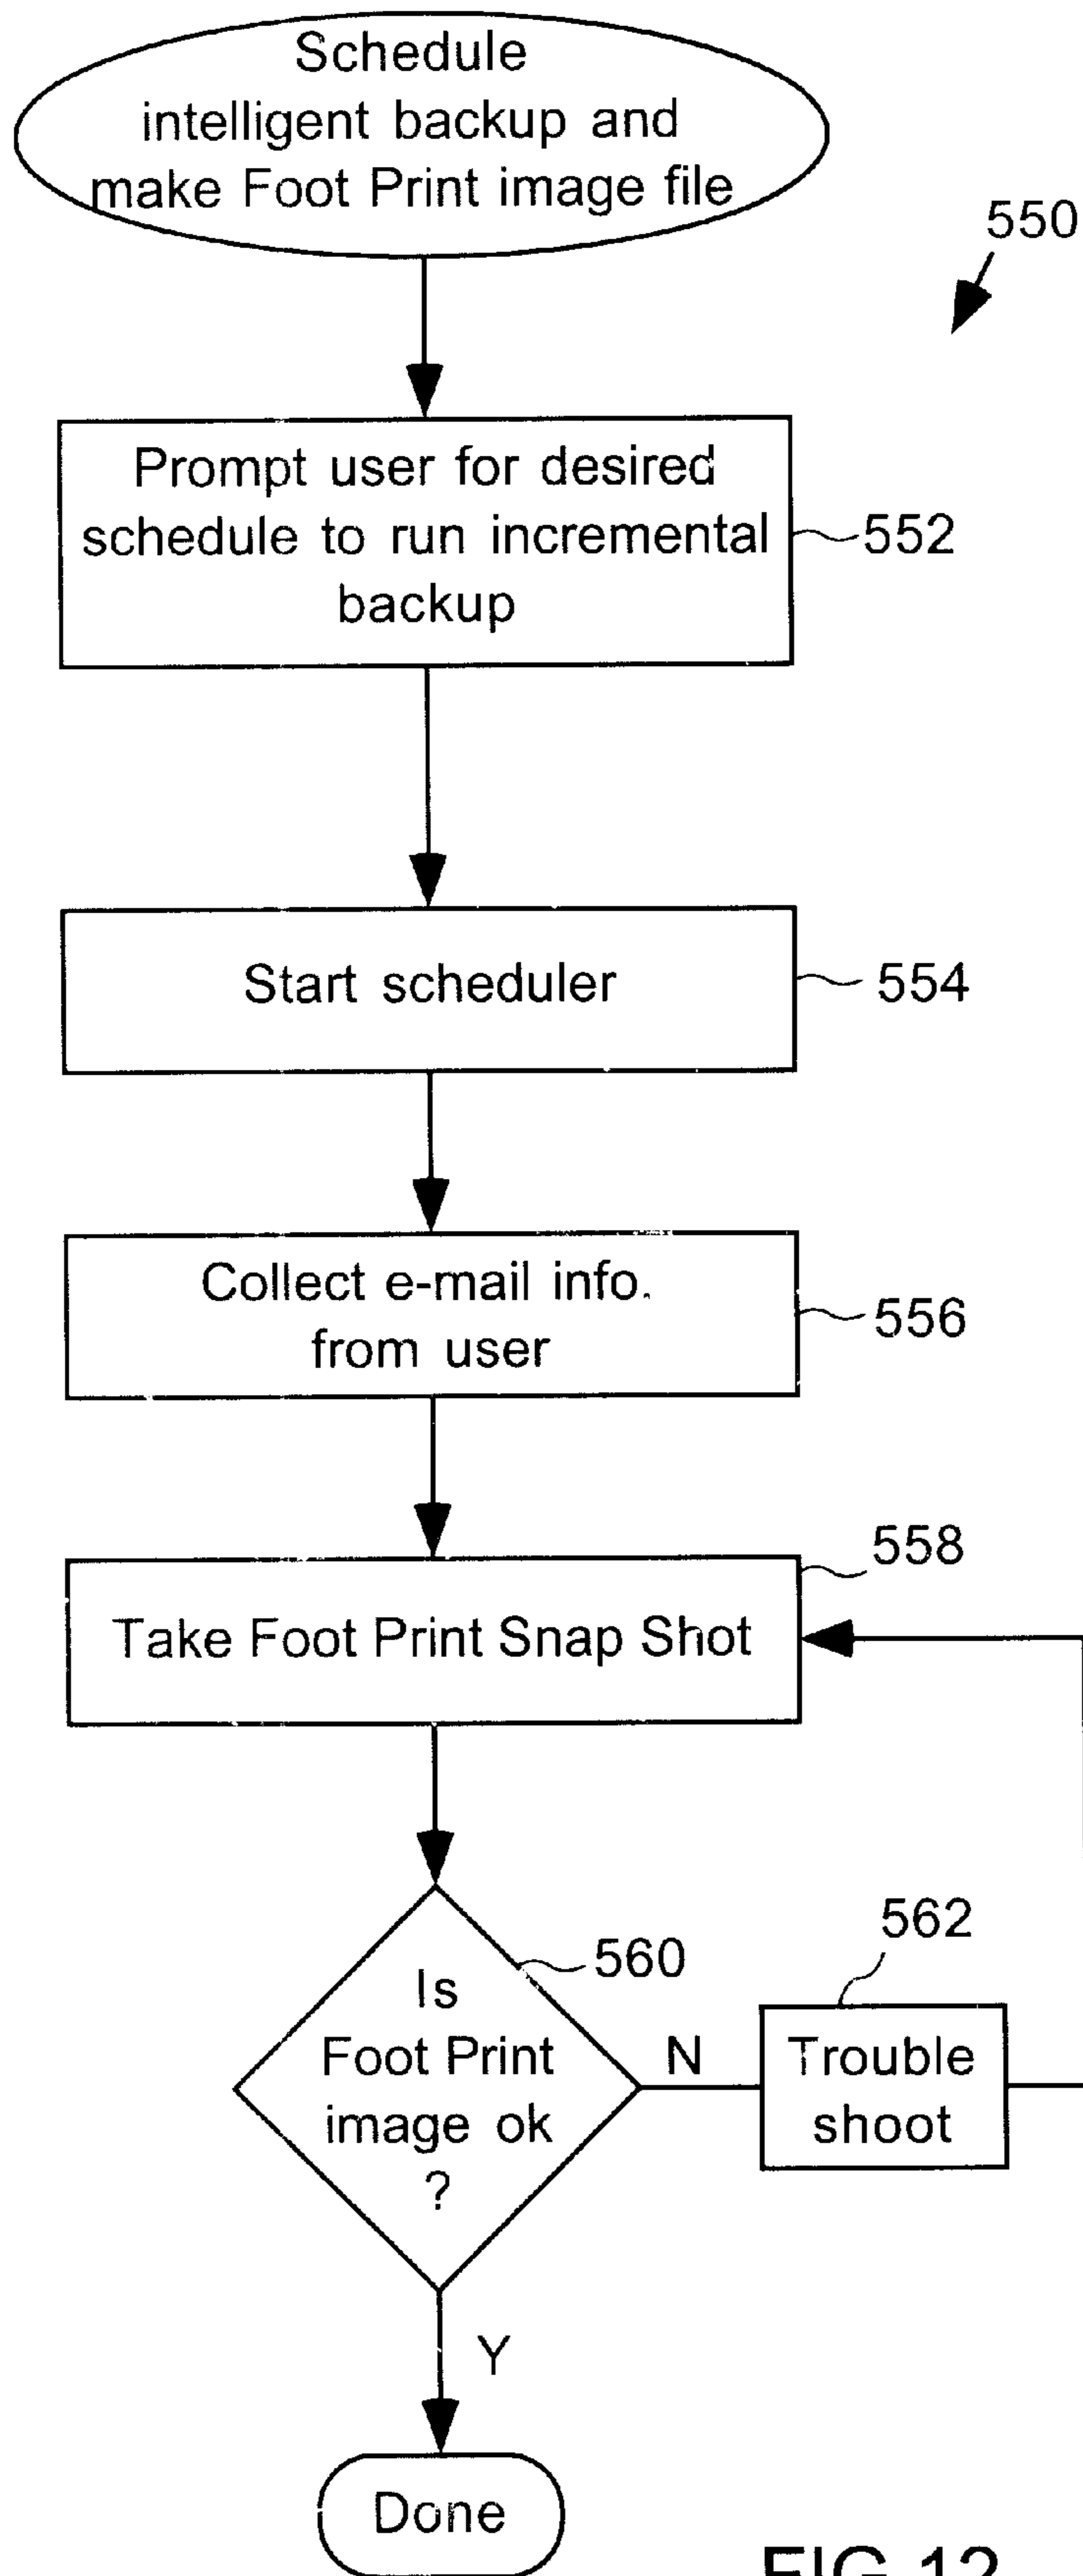 Schedule
intelligent backup and
make Foot Print image file
550
Prompt user for desired
schedule to run incremental
backup
552
Start scheduler
554
Collect e-mail info.
from user
556
558
Take Foot Print Snap Shot
560
562
Is
Foot Print
image ok
?
N
Trouble
shoot
Y
Done
FIG.12